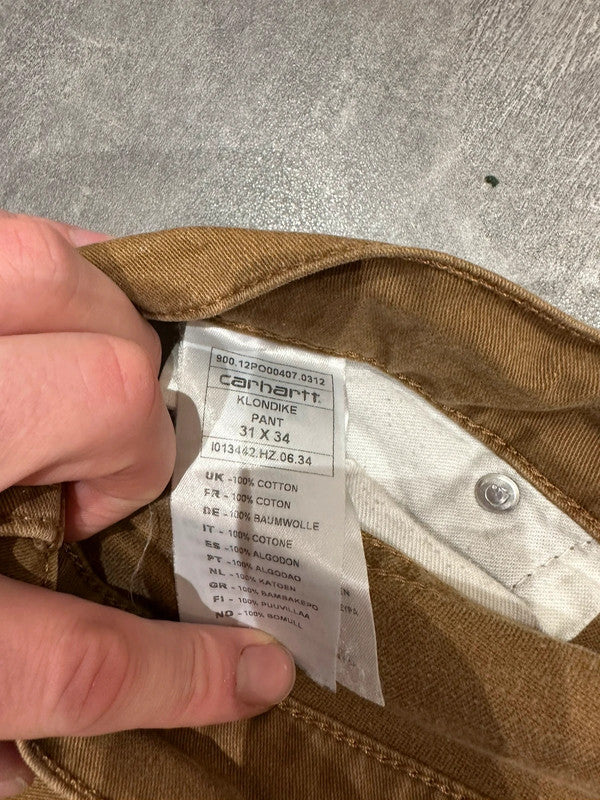 900.12PO00407.0312
carhartt
KLONDIKE
PANT
31 X 34
I013442.HZ.06.34
UK -100% COTTON
FR - 100% COTON
DE - 100% BAUMWOLLE
IT - 100% COTONE
ES - 100% ALGODON
PT - 100% ALGODAO
NL - 100% KATOEN
GR - 100% BAMBAKEPO
FI - 100% PUUVILLAA
NO - 100% BOMULL